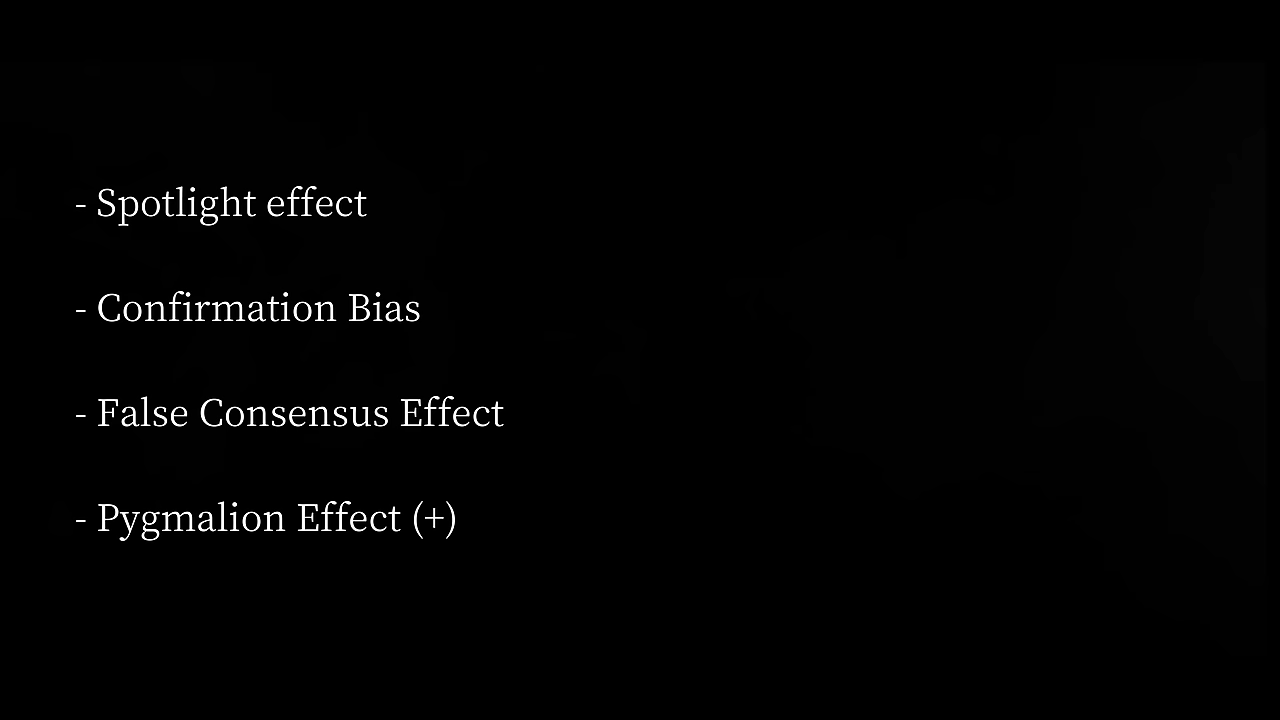 - Spotlight effect
- Confirmation Bias
- False Consensus Effect
- Pygmalion Effect (+)